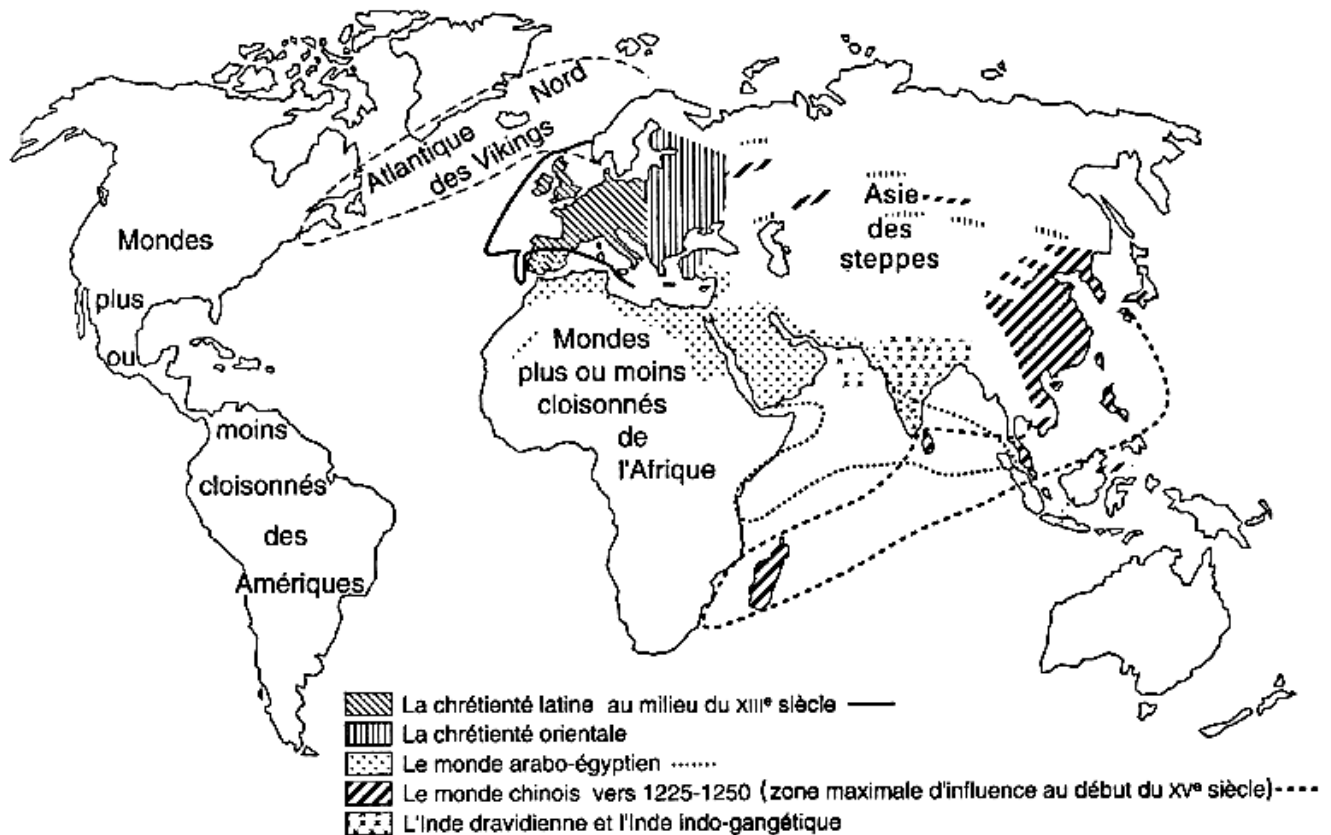 Nord
Atlantique
des Vikings
Mondes
plus
ou
moins
cloisonnés
des
Amériques
Mondes
plus ou moins
cloisonnés
de
l'Afrique
Asie
des
steppes
La chrétienté latine au milieu du XIIIe siècle
La chrétienté orientale
Le monde arabo-égyptien
Le monde chinois vers 1225-1250 (zone maximale d'influence au début du XVe siècle)
L'Inde dravidienne et l'Inde indo-gangétique